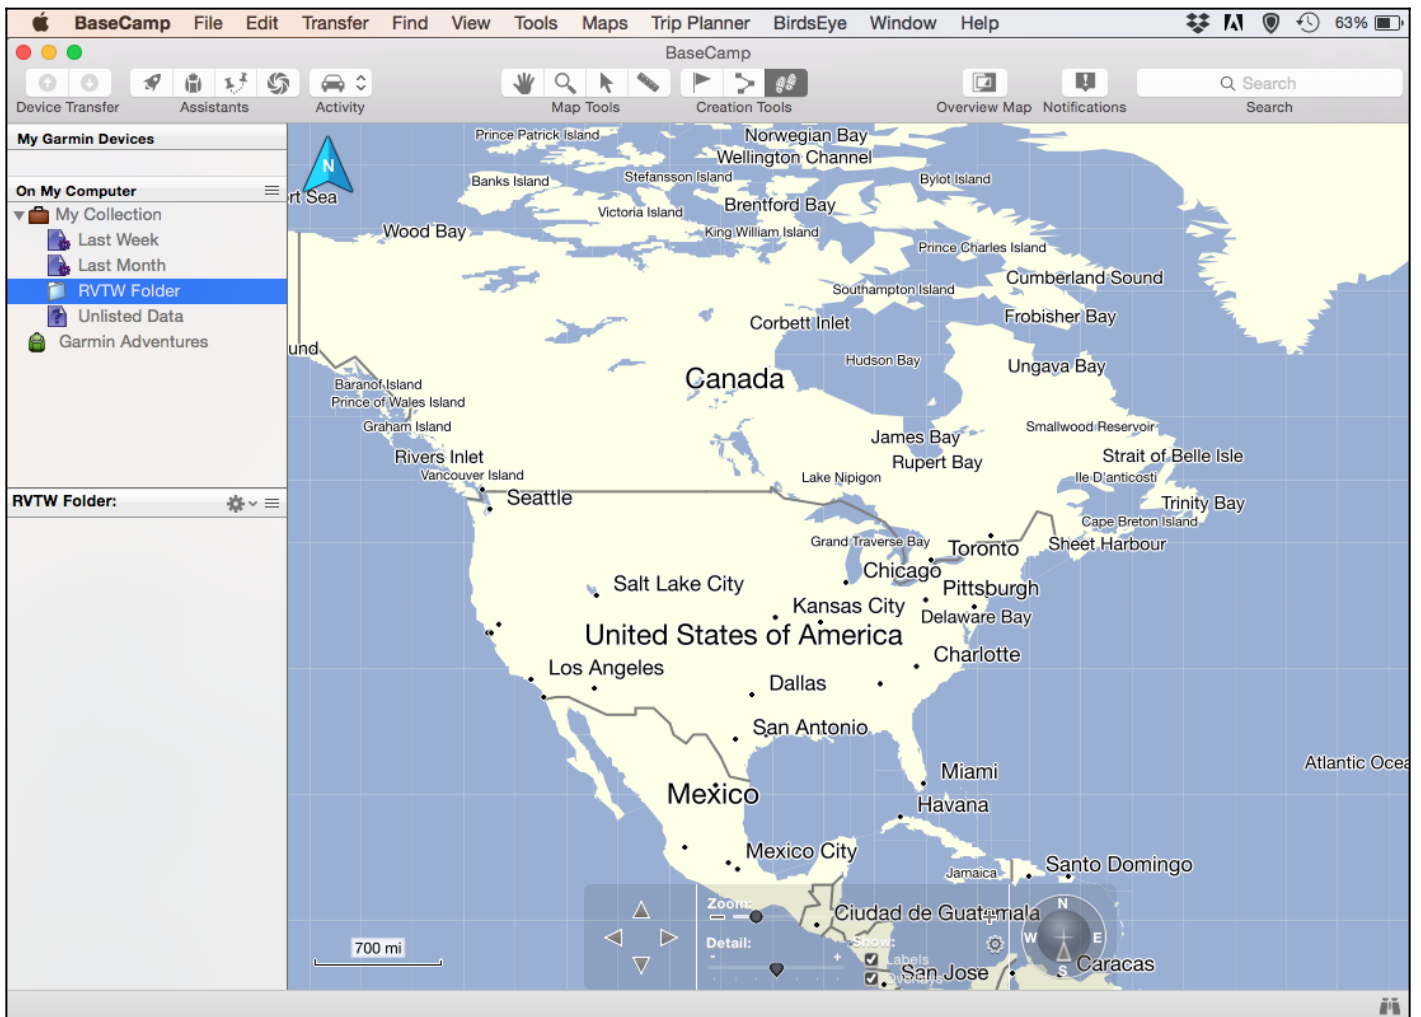 BaseCamp File Edit Transfer Find View Tools Maps Trip Planner BirdsEye Window Help 63%
BaseCamp
Search
Device Transfer Assistants Activity Map Tools Creation Tools Overview Map Notifications Search
My Garmin Devices
On My Computer
My Collection
Last Week
Last Month
RVTW Folder
Unlisted Data
Garmin Adventures
RVTW Folder:
N
Prince Patrick Island
Norwegian Bay
Wellington Channel
Banks Island
Stefansson Island
Bylot Island
rt Sea
Victoria Island
Brentford Bay
Wood Bay
King William Island
Prince Charles Island
Cumberland Sound
Southampton Island
Frobisher Bay
Corbett Inlet
und
Hudson Bay
Ungava Bay
Canada
Baranof Island
Prince of Wales Island
Graham Island
Smallwood Reservoir
James Bay
Rivers Inlet
Rupert Bay
Strait of Belle Isle
Vancouver Island
Lake Nipigon
Ile D'anticosti
Seattle
Trinity Bay
Cape Breton Island
Grand Traverse Bay
Toronto
Sheet Harbour
Chicago
Salt Lake City
Pittsburgh
Kansas City
Delaware Bay
United States of America
Charlotte
Los Angeles
Dallas
San Antonio
Atlantic Ocea
Miami
Mexico
Havana
Mexico City
Santo Domingo
Jamaica
Zoom:
Ciudad de Guatemala
N
W
E
S
700 mi
Detail:
Show:
- +
Labels
Overlays
San Jose
Caracas